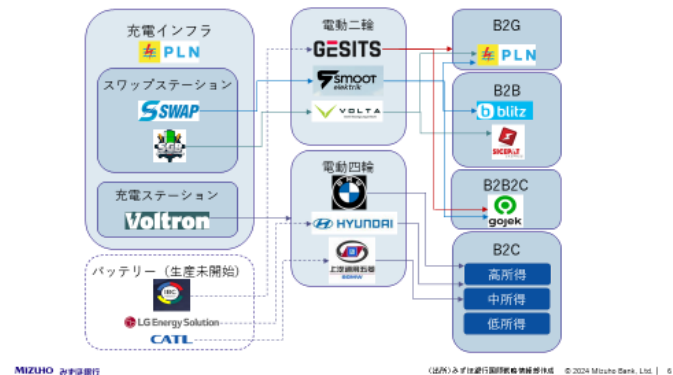 充電インフラ
PLN
スワップステーション
SWAP
充電ステーション
Voltron
バッテリー（生産未開始）
IBC
LG Energy Solution
CATL
電動二輪
GESITS
smoot
elektrik
VOLTA
電動四輪
BMW
HYUNDAI
上汽通用五菱
SGMW
B2G
PLN
B2B
blitz
SICEPAT
B2B2C
gojek
B2C
高所得
中所得
低所得
MIZUHO みずほ銀行
（出所）みずほ銀行国際戦略情報部作成 © 2024 Mizuho Bank, Ltd. | 6